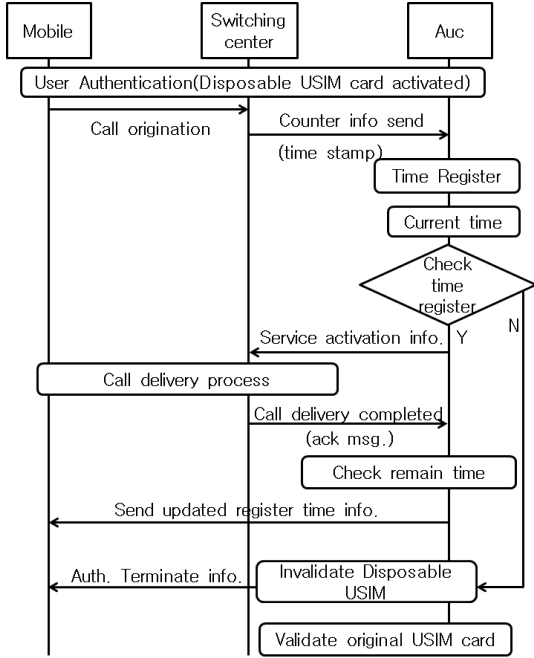 Mobile
Switching
center
Auc
User Authentication(Disposable USIM card activated)
Call origination
Counter info send
(time stamp)
Time Register
Current time
Check
time
register
N
Y
Service activation info.
Call delivery process
Call delivery completed
(ack msg.)
Check remain time
Send updated register time info.
Auth. Terminate info.
Invalidate Disposable
USIM
Validate original USIM card